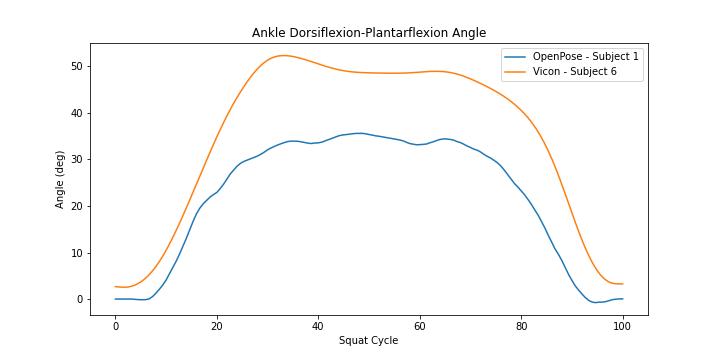 Ankle Dorsiflexion-Plantarflexion Angle
OpenPose - Subject 1
Vicon - Subject 6
Angle (deg)
50
40
30
20
10
0
0 20 40 60 80 100
Squat Cycle